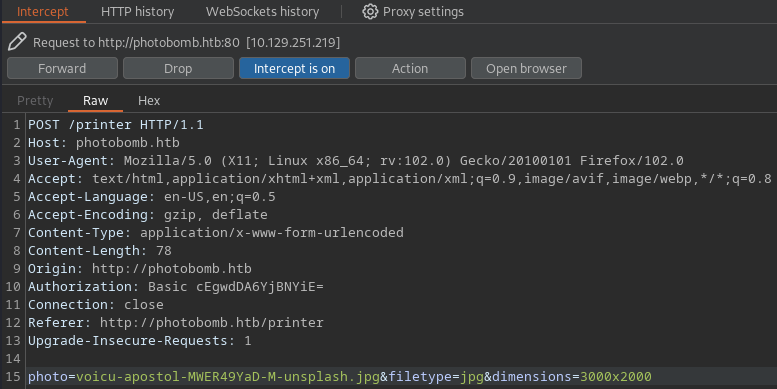 Intercept HTTP history WebSockets history Proxy settings
Request to http://photobomb.htb:80 [10.129.251.219]
Forward Drop Intercept is on Action Open browser
Pretty Raw Hex
1 POST /printer HTTP/1.1
2 Host: photobomb.htb
3 User-Agent: Mozilla/5.0 (X11; Linux x86_64; rv:102.0) Gecko/20100101 Firefox/102.0
4 Accept: text/html,application/xhtml+xml,application/xml;q=0.9,image/avif,image/webp,*/*;q=0.8
5 Accept-Language: en-US,en;q=0.5
6 Accept-Encoding: gzip, deflate
7 Content-Type: application/x-www-form-urlencoded
8 Content-Length: 78
9 Origin: http://photobomb.htb
10 Authorization: Basic cEgwdDA6YjBNYiE=
11 Connection: close
12 Referer: http://photobomb.htb/printer
13 Upgrade-Insecure-Requests: 1
14
15 photo=voicu-apostol-MWER49YaD-M-unsplash.jpg&filetype=jpg&dimensions=3000x2000